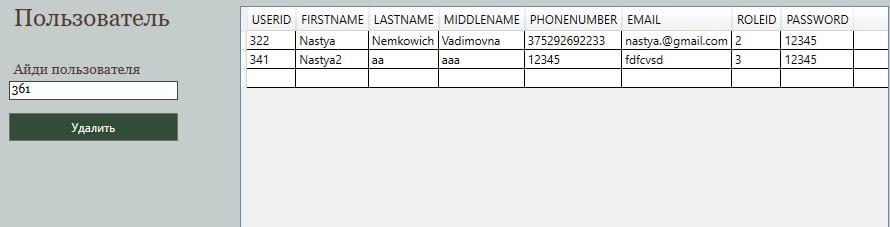 Пользователь
Айди пользователя
361
Удалить
USERID FIRSTNAME LASTNAME MIDDLENAME PHONENUMBER EMAIL ROLEID PASSWORD
322 Nastya Nemkowich Vadimovna 375292692233 nastya.@gmail.com 2 12345
341 Nastya2 aa aaa 12345 fdfcvsd 3 12345